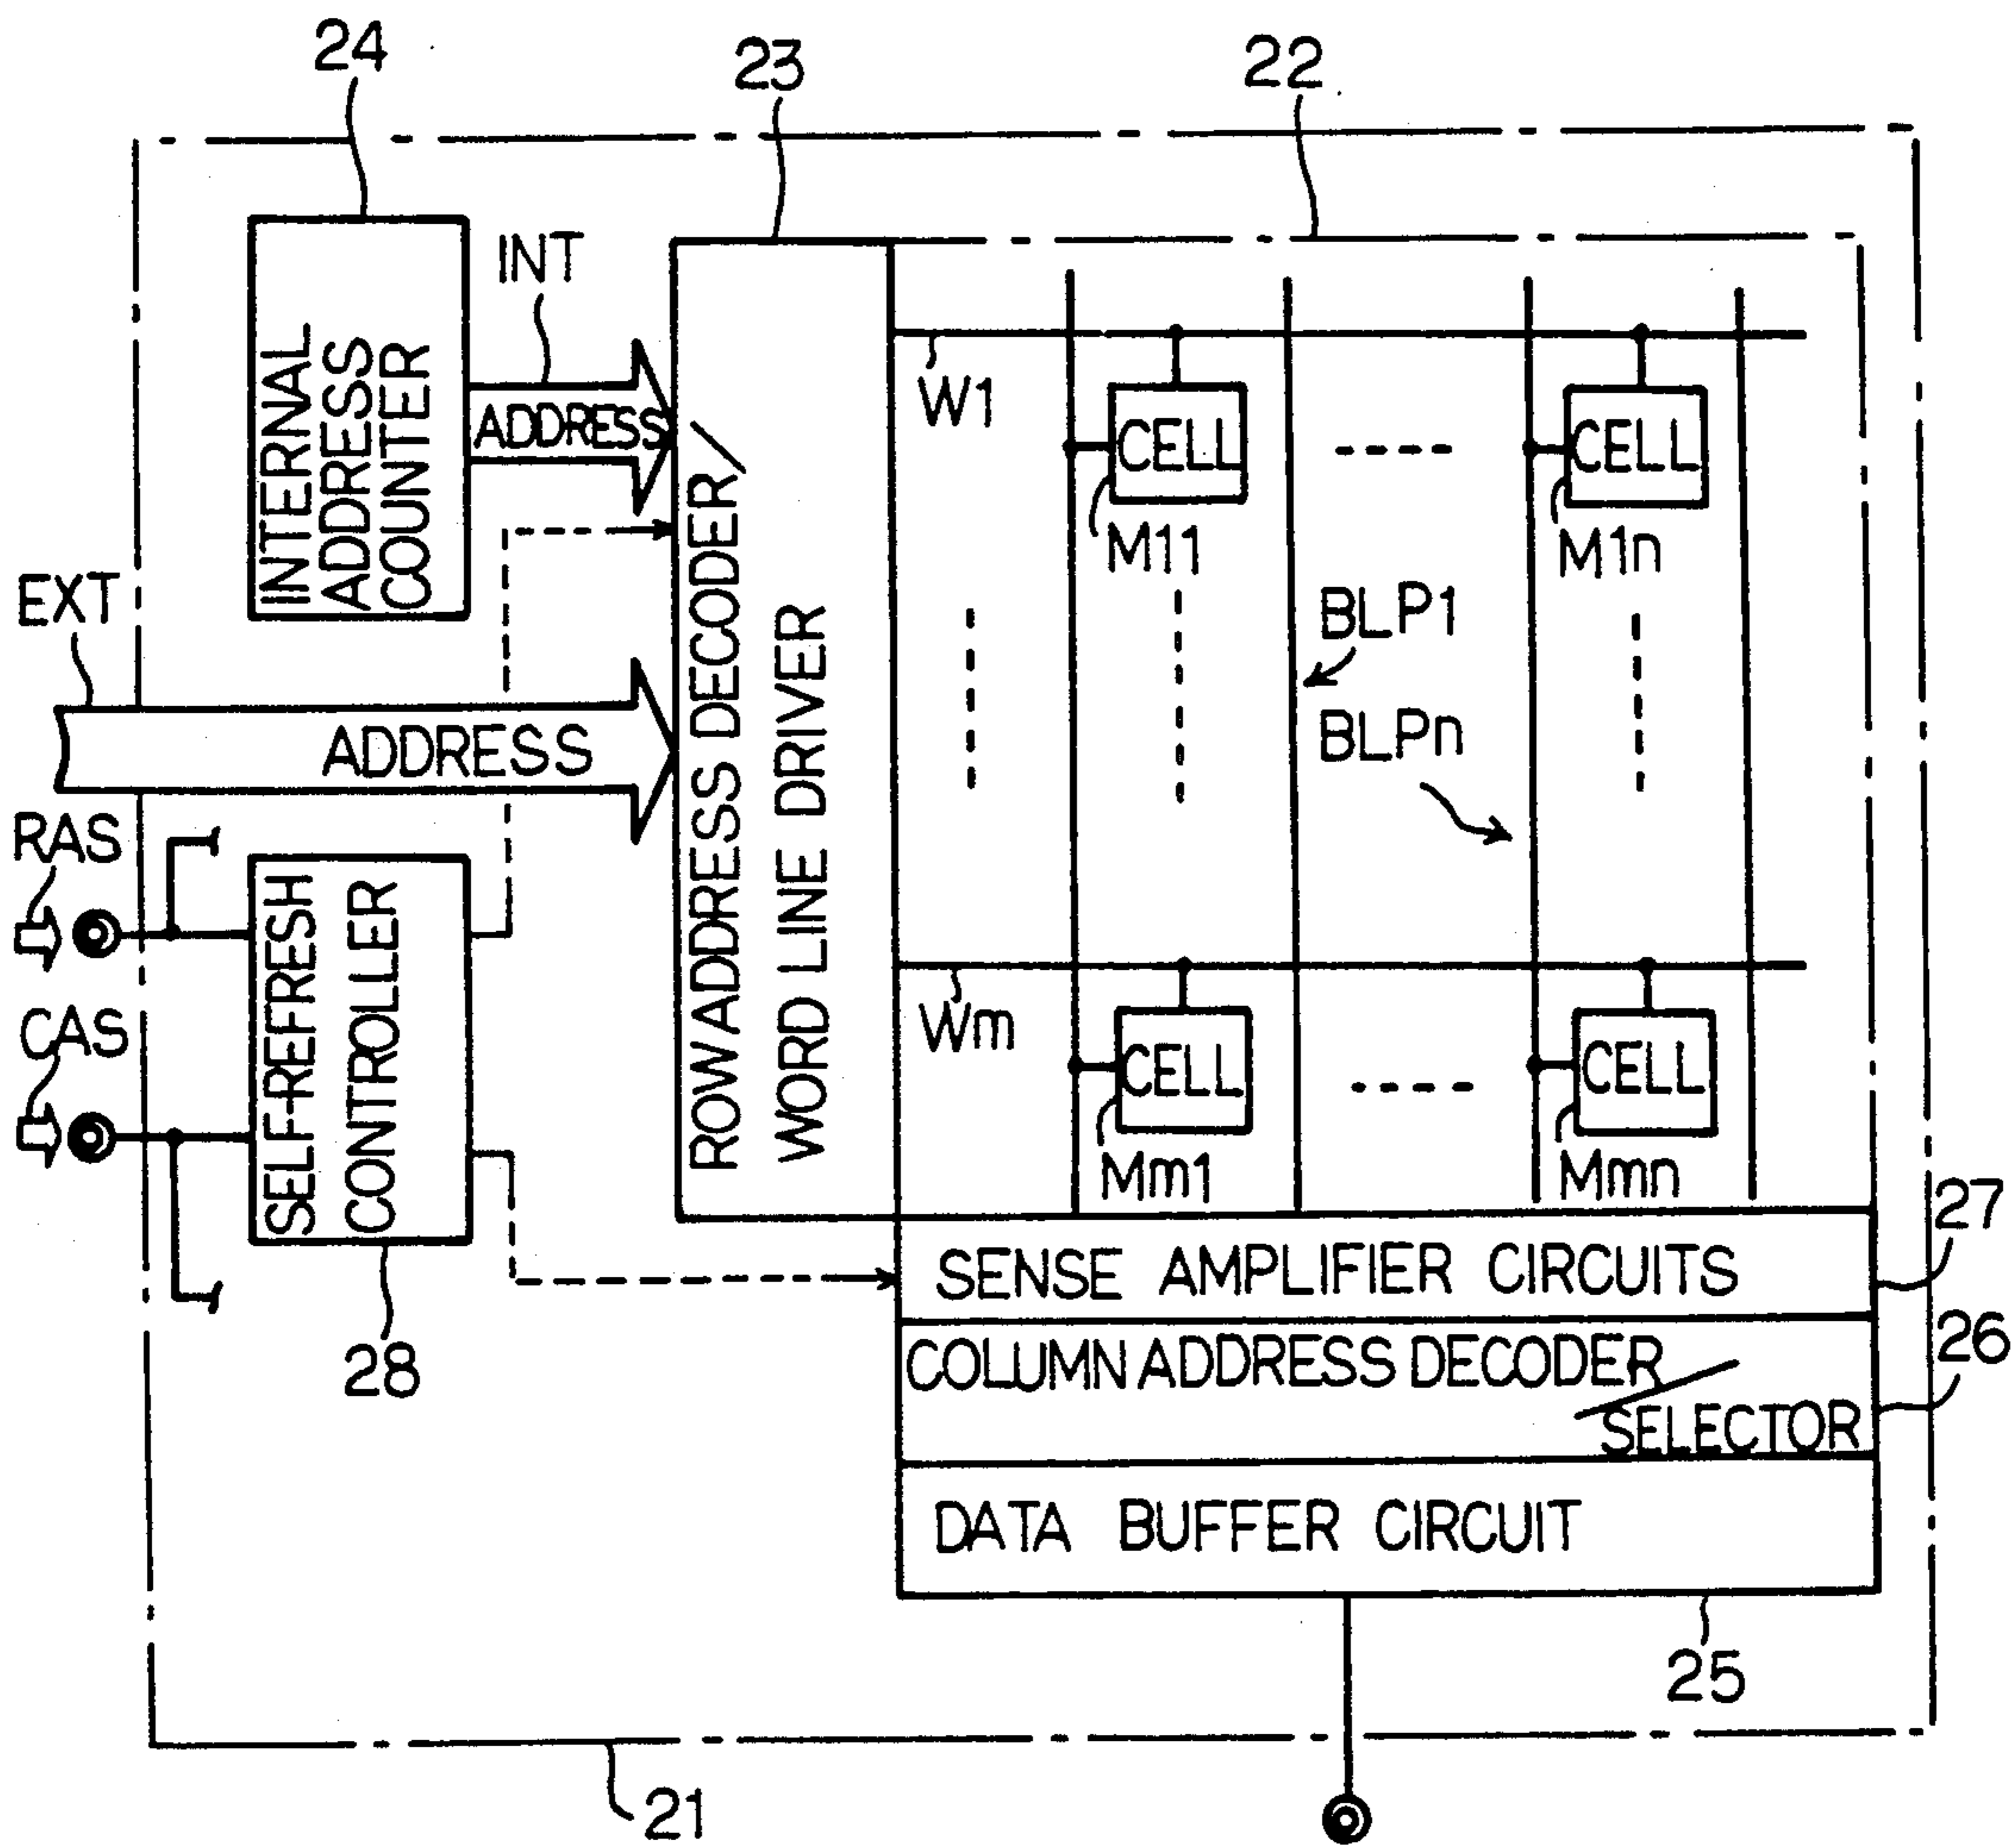 24
23
22
INT
INTERNAL
ADDRESS
COUNTER
ADDRESS
EXT
ADDRESS
ROW ADDRESS DECODER/
WORD LINE DRIVER
W1
CELL
M11
----
CELL
M1n
BLP1
BLPn
RAS
CAS
SELF-REFRESH
CONTROLLER
28
Wm
CELL
Mm1
----
CELL
Mmn
SENSE AMPLIFIER CIRCUITS
27
COLUMN ADDRESS DECODER/
SELECTOR
26
DATA BUFFER CIRCUIT
25
21